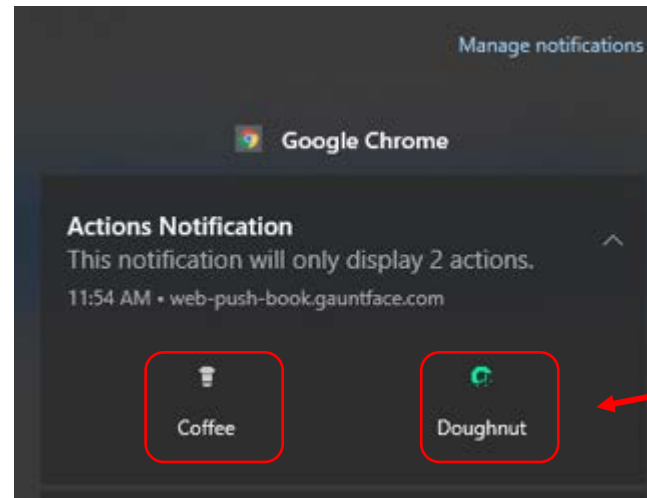 Manage notifications
Google Chrome
Actions Notification
This notification will only display 2 actions.
11:54 AM • web-push-book.gauntface.com
Coffee
Doughnut